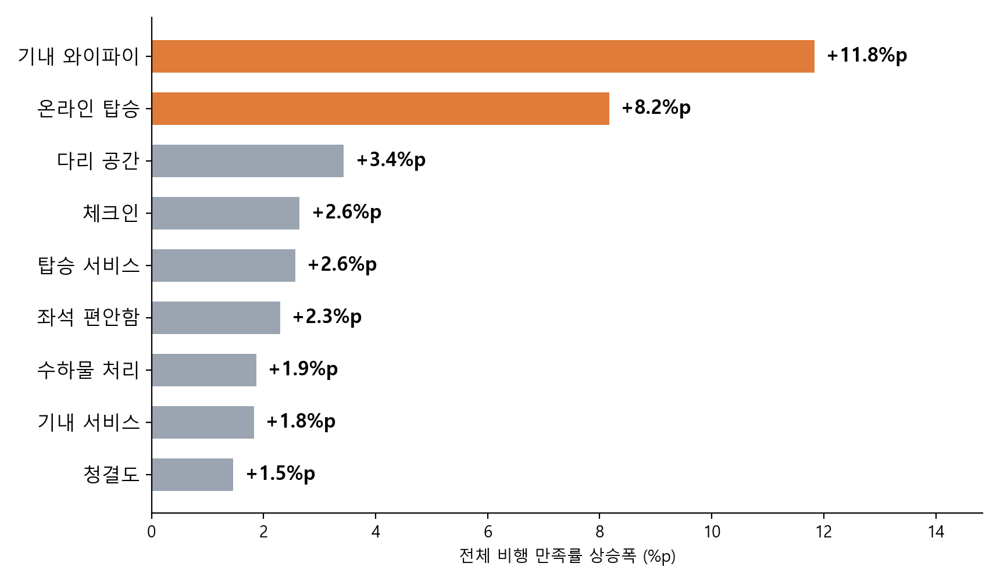 기내 와이파이 +11.8%p
온라인 탑승 +8.2%p
다리 공간 +3.4%p
체크인 +2.6%p
탑승 서비스 +2.6%p
좌석 편안함 +2.3%p
수하물 처리 +1.9%p
기내 서비스 +1.8%p
청결도 +1.5%p
0 2 4 6 8 10 12 14
전체 비행 만족률 상승폭 (%p)